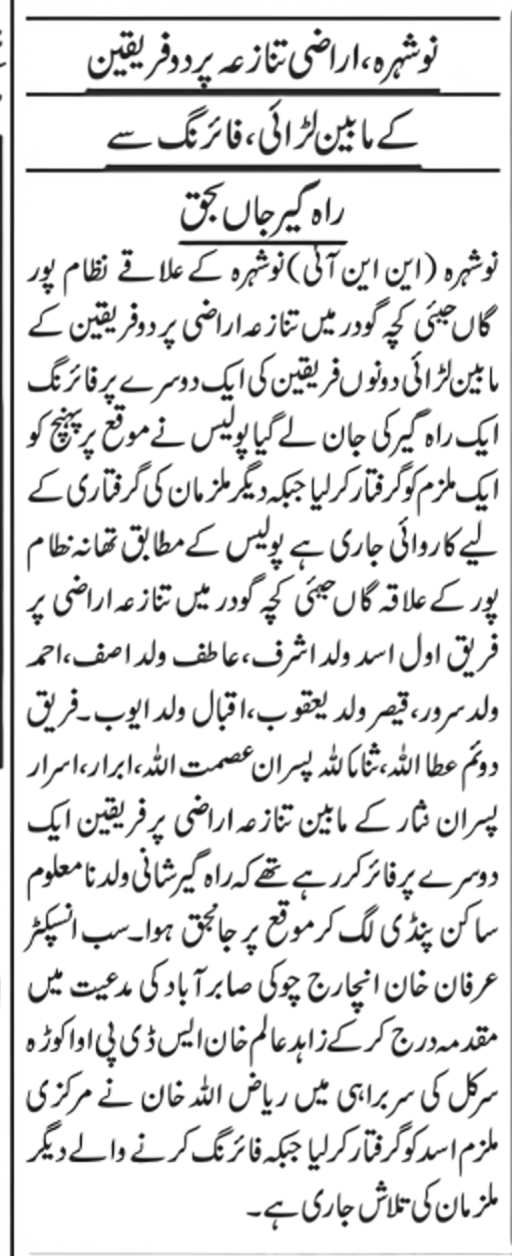 نوشہرہ، اراضی تنازعہ پر دو فریقین
کے مابین لڑائی، فائرنگ سے
راہ گیر جاں بحق
نوشہرہ (این این آئی) نوشہرہ کے علاقے نظام پور
گاں جبئی کچہ گودر میں تنازعہ اراضی پر دو فریقین کے
مابین لڑائی دونوں فریقین کی ایک دوسرے پر فائرنگ
ایک راہ گیر کی جان لے گیا پولیس نے موقع پر پہنچ کو
ایک ملزم کو گرفتار کر لیا جبکہ دیگر ملزمان کی گرفتاری کے
لیے کاروائی جاری ہے پولیس کے مطابق تھانہ نظام
پور کے علاقہ گاں جبئی کچہ گودر میں تنازعہ اراضی پر
فریق اول اسد ولد اشرف، عاطف ولد اصف، احمد
ولد سرور، قیصر ولد یعقوب، اقبال ولد ایوب۔ فریق
دوئم عطا اللہ، پسران عصمت اللہ، ابرار، اسرار
پسران نثار کے مابین تنازعہ اراضی پر فریقین ایک
دوسرے پر فائر کر رہے تھے کہ راہ گیر شانی ولد نامعلوم
ساکن پنڈی لگ کر موقع پر جانبحق ہوا۔ سب انسپکٹر
عرفان خان انچارج چوکی صابر آباد کی مدعیت میں
مقدمہ درج کر کے زاہد عالم خان ایس ڈی پی او اکوڑہ
سرکل کی سربراہی میں ریاض اللہ خان نے مرکزی
ملزم اسد کو گرفتار کر لیا جبکہ فائرنگ کرنے والے دیگر
ملزمان کی تلاش جاری ہے۔